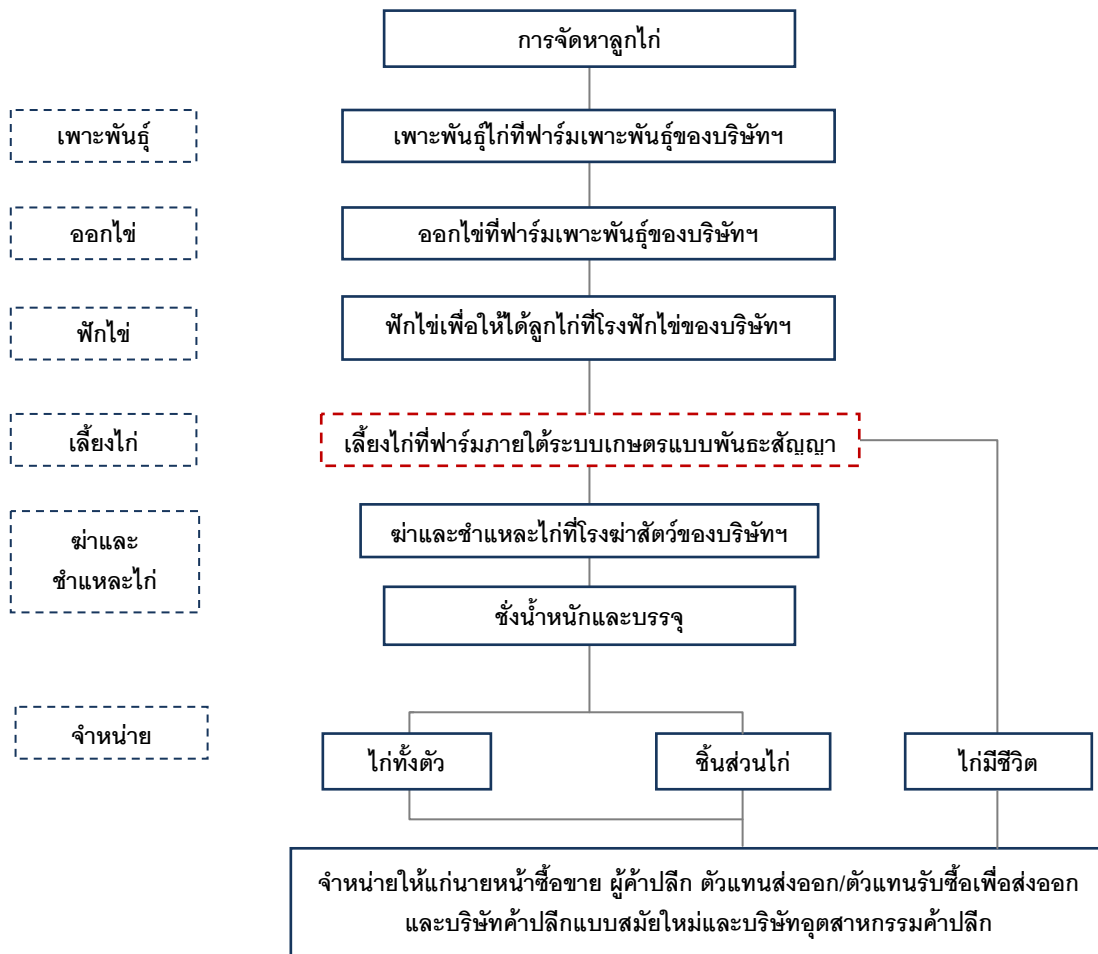 การจัดหาลูกไก่
เพาะพันธุ์
เพาะพันธุ์ไก่ที่ฟาร์มเพาะพันธุ์ของบริษัทฯ
ออกไข่
ออกไข่ที่ฟาร์มเพาะพันธุ์ของบริษัทฯ
ฟักไข่
ฟักไข่เพื่อให้ได้ลูกไก่ที่โรงฟักไข่ของบริษัทฯ
เลี้ยงไก่
เลี้ยงไก่ที่ฟาร์มภายใต้ระบบเกษตรแบบพันธะสัญญา
ฆ่าและ
ชำแหละไก่
ฆ่าและชำแหละไก่ที่โรงฆ่าสัตว์ของบริษัทฯ
ชั่งน้ำหนักและบรรจุ
จำหน่าย
ไก่ทั้งตัว
ชิ้นส่วนไก่
ไก่มีชีวิต
จำหน่ายให้แก่นายหน้าซื้อขาย ผู้ค้าปลีก ตัวแทนส่งออก/ตัวแทนรับซื้อเพื่อส่งออก
และบริษัทค้าปลีกแบบสมัยใหม่และบริษัทอุตสาหกรรมค้าปลีก